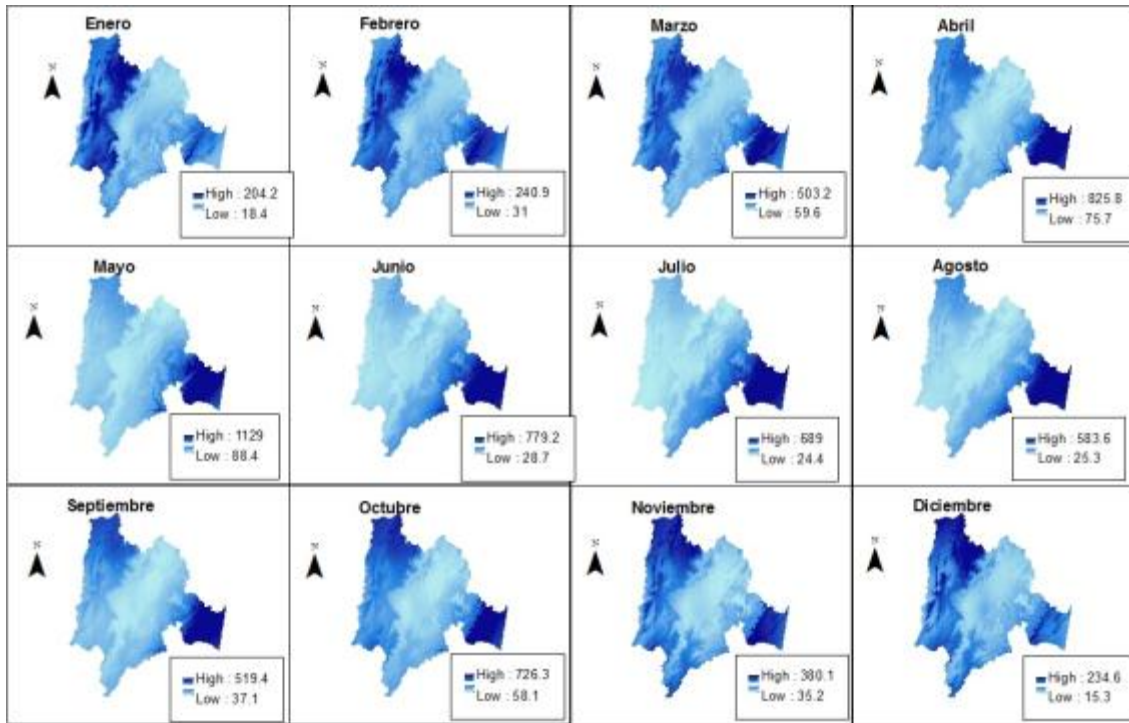 Enero
High : 204.2
Low : 18.4
Febrero
High : 240.9
Low : 31
Marzo
High : 503.2
Low : 59.6
Abril
High : 825.8
Low : 75.7
Mayo
High : 1129
Low : 88.4
Junio
High : 779.2
Low : 28.7
Julio
High : 689
Low : 24.4
Agosto
High : 583.6
Low : 25.3
Septiembre
High : 519.4
Low : 37.1
Octubre
High : 726.3
Low : 58.1
Noviembre
High : 380.1
Low : 35.2
Diciembre
High : 234.6
Low : 15.3